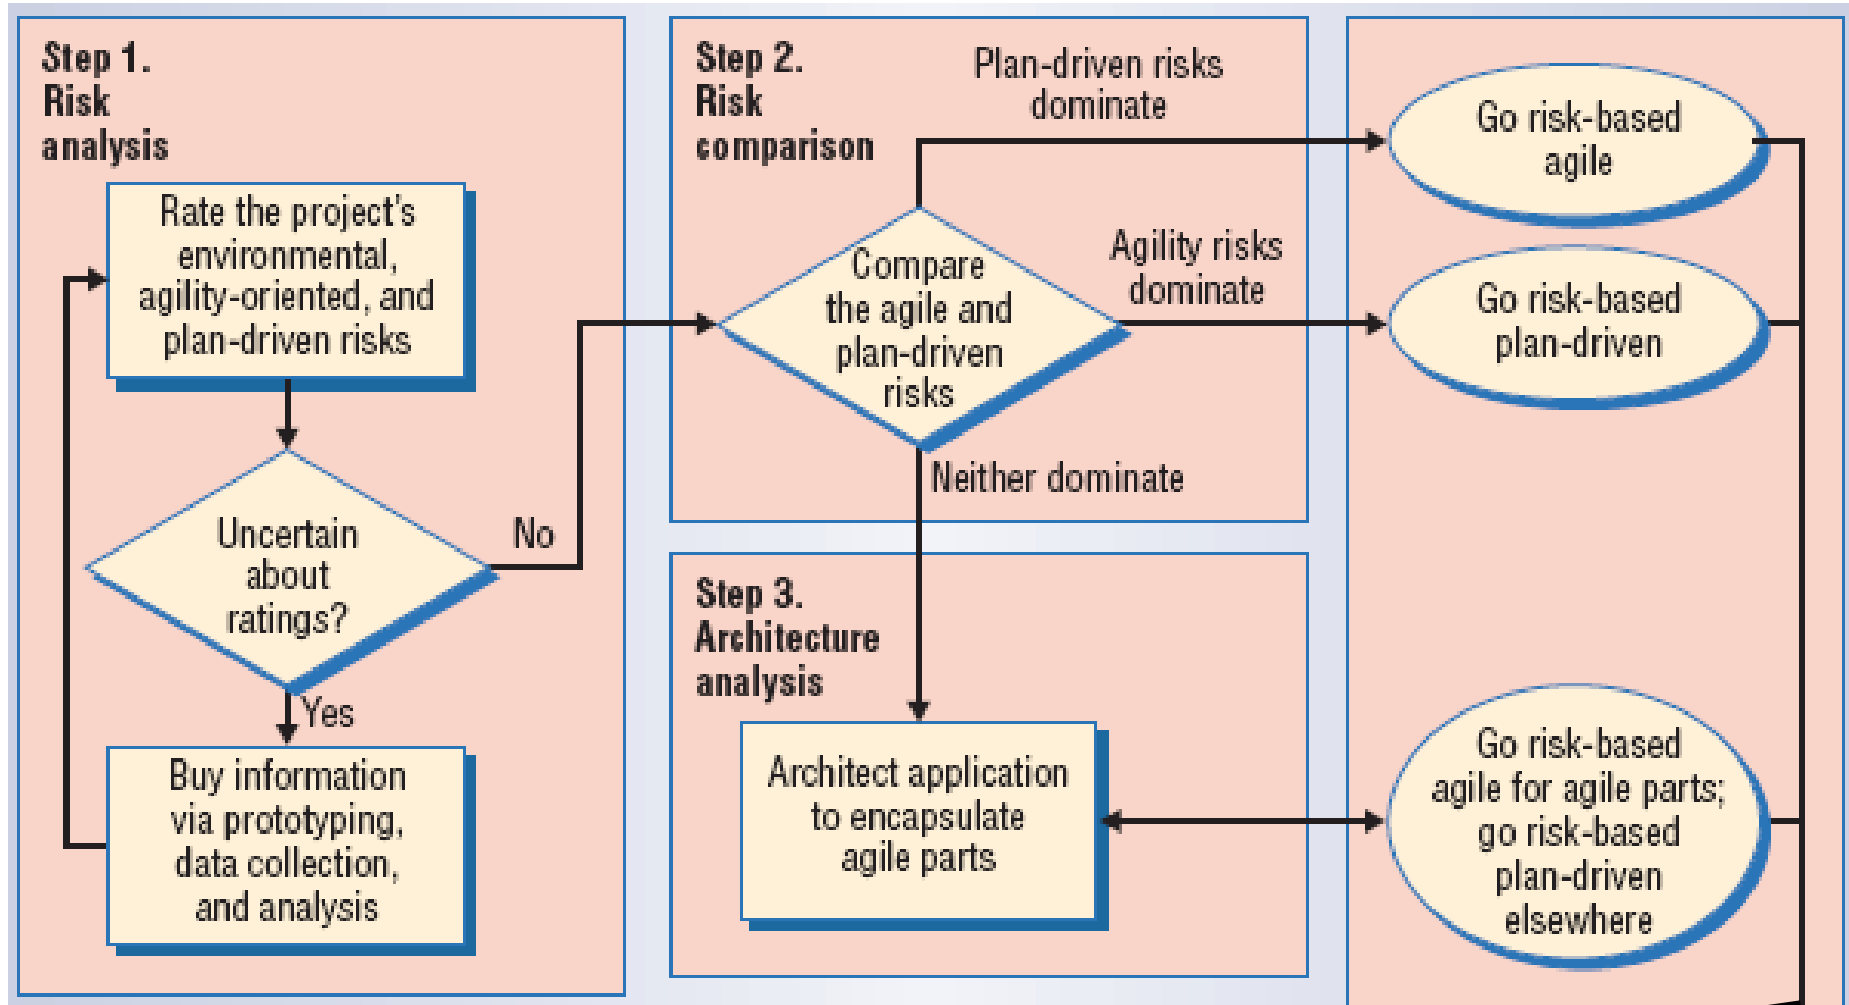 Step 1.
Risk
analysis
Rate the project's
environmental,
agility-oriented, and
plan-driven risks
Uncertain
about
ratings?
No
Yes
Buy information
via prototyping,
data collection,
and analysis
Step 2.
Risk
comparison
Plan-driven risks
dominate
Compare
the agile and
plan-driven
risks
Agility risks
dominate
Neither dominate
Step 3.
Architecture
analysis
Architect application
to encapsulate
agile parts
Go risk-based
agile
Go risk-based
plan-driven
Go risk-based
agile for agile parts;
go risk-based
plan-driven
elsewhere